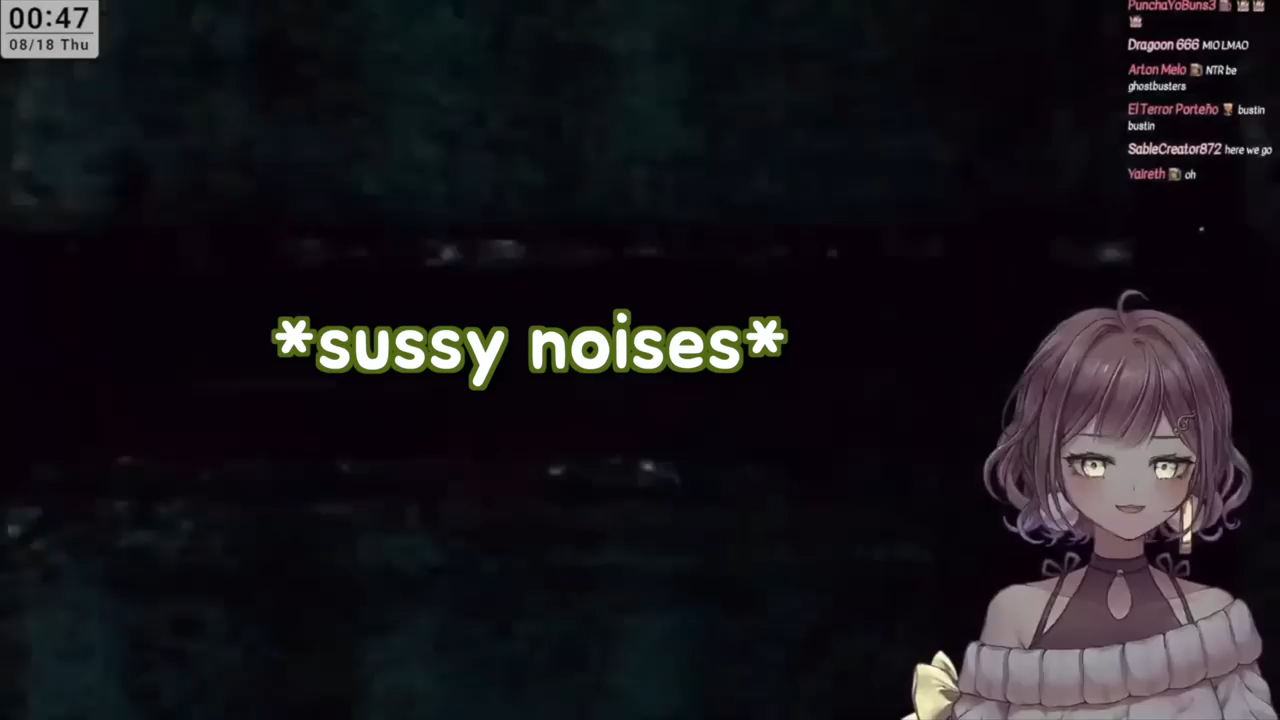 00:47
08/18 Thu
PunchaYoBuns3
Dragoon 666 MIO LMAO
Arton Melo NTR be
ghostbusters
El Terror Porteño bustin
bustin
SableCreator872 here we go
Yaireth oh
*sussy noises*